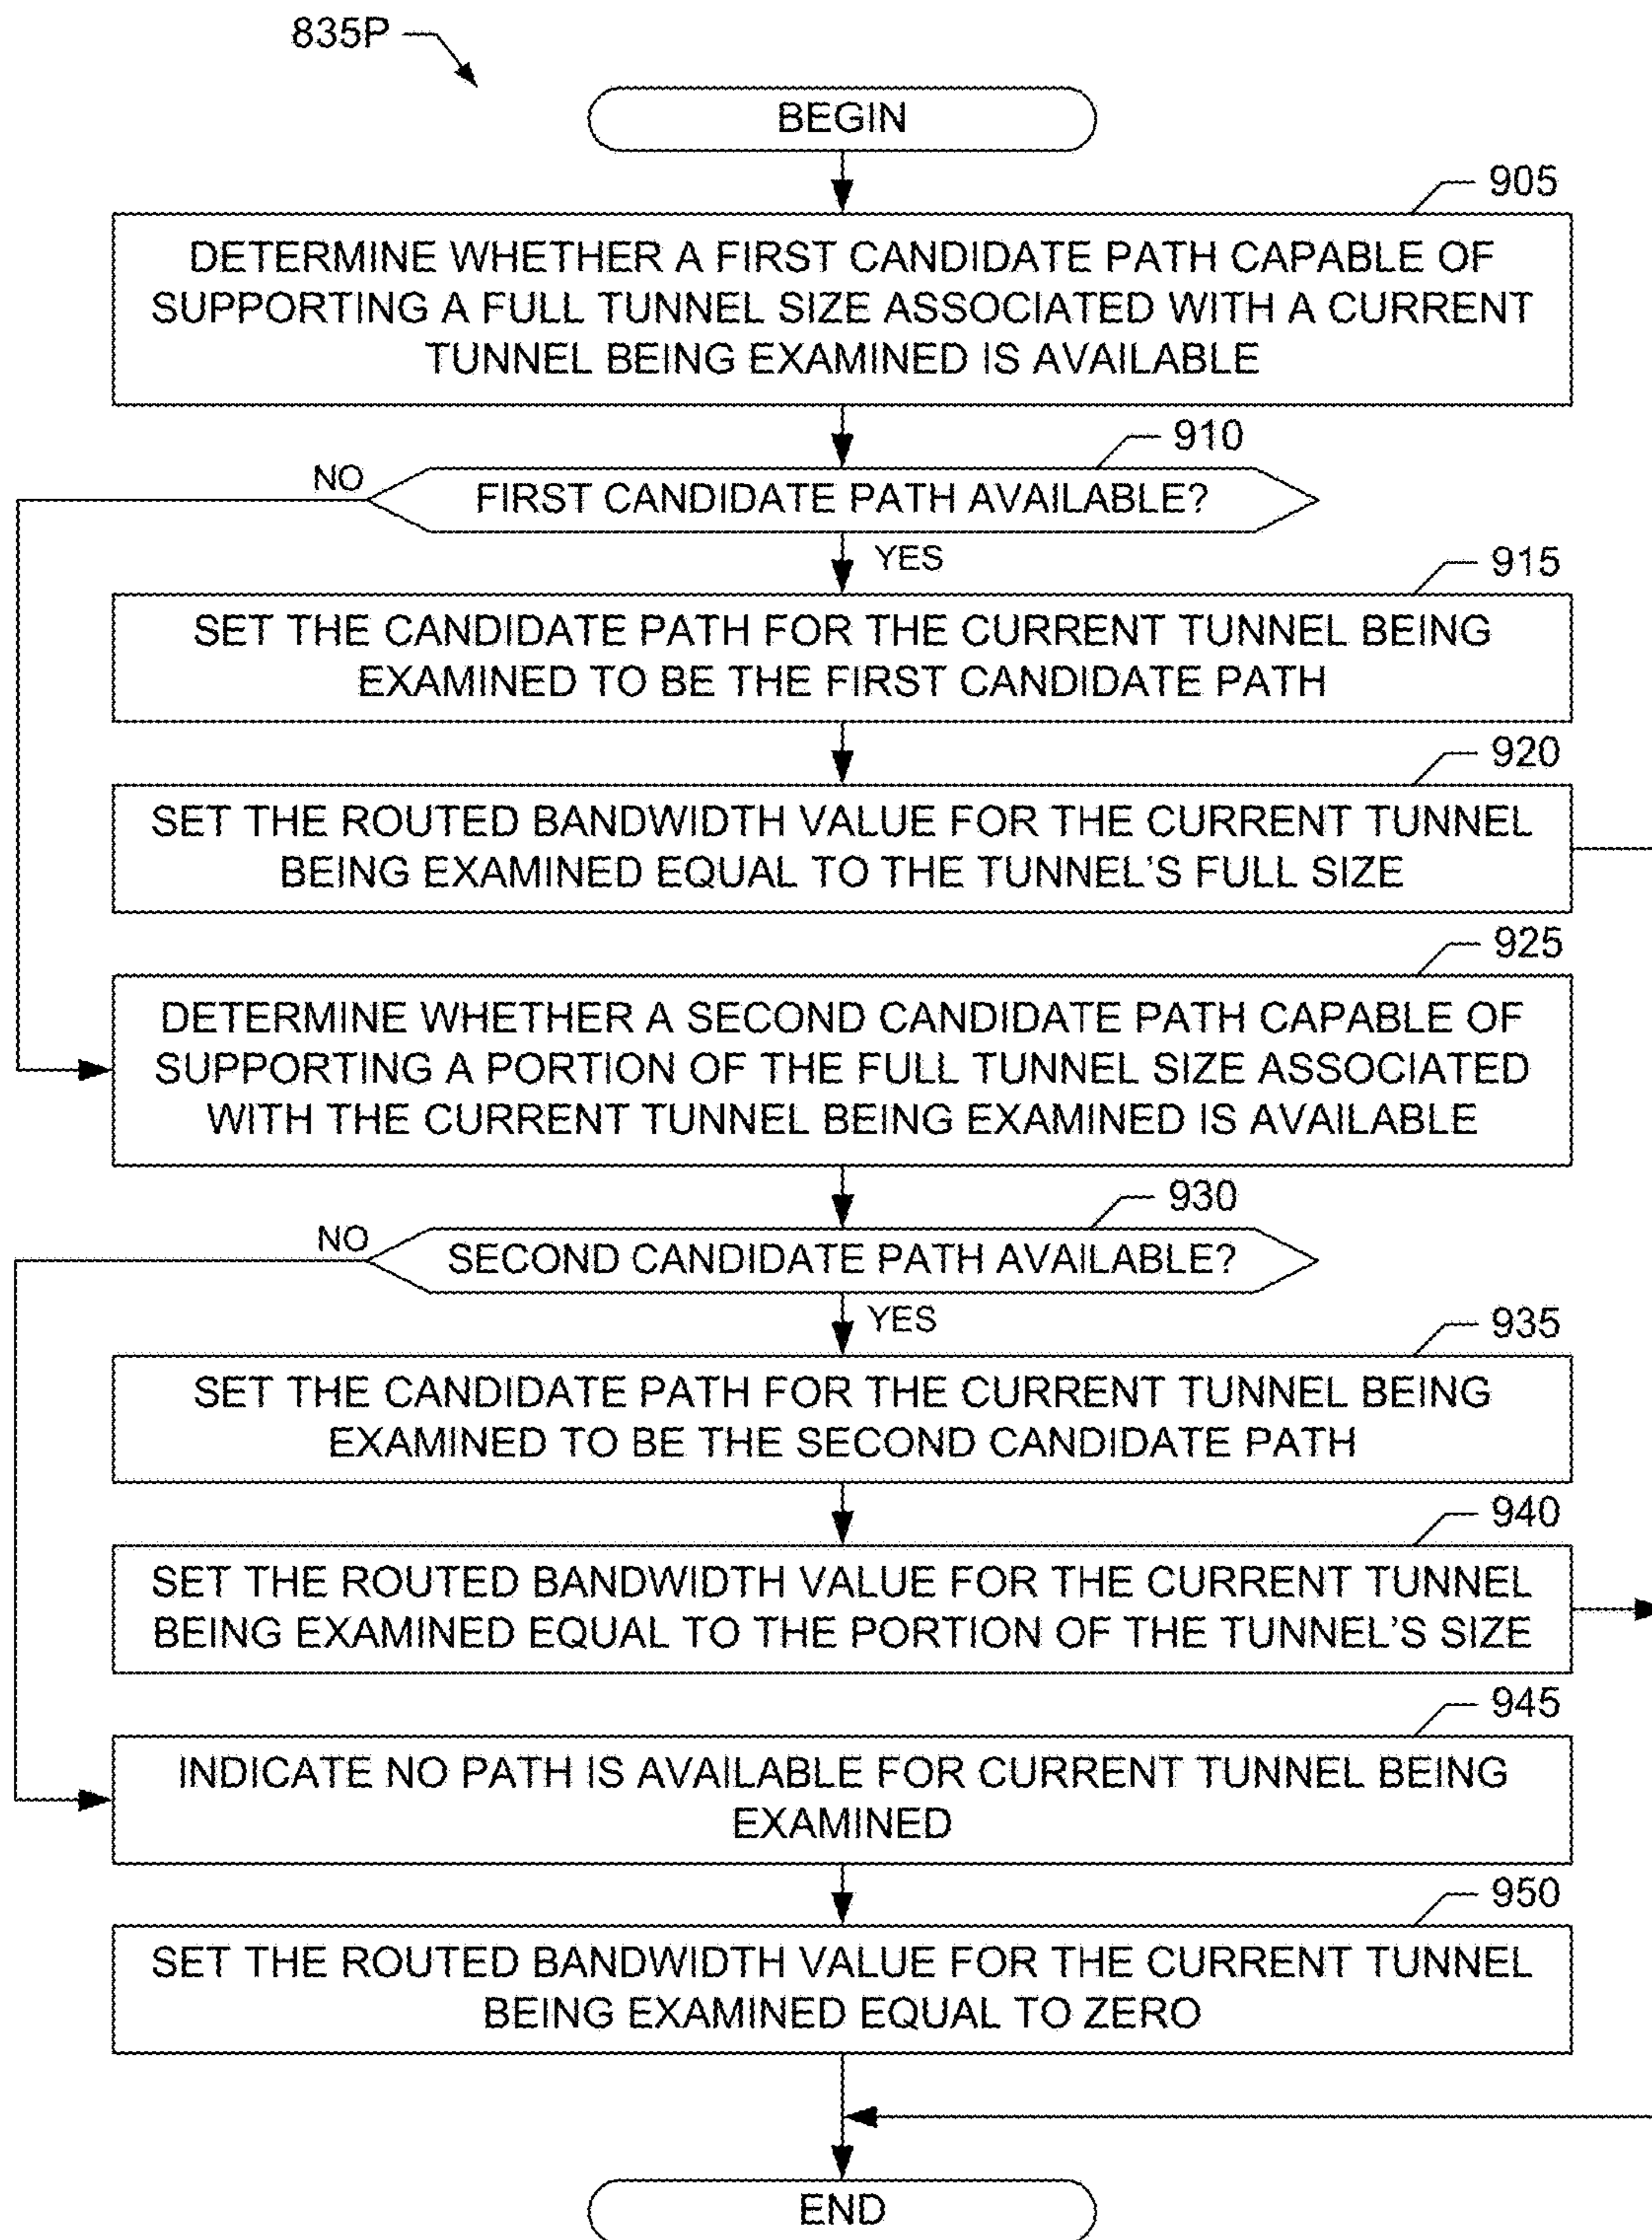 835P
BEGIN
905
DETERMINE WHETHER A FIRST CANDIDATE PATH CAPABLE OF
SUPPORTING A FULL TUNNEL SIZE ASSOCIATED WITH A CURRENT
TUNNEL BEING EXAMINED IS AVAILABLE
910
NO
FIRST CANDIDATE PATH AVAILABLE?
YES
915
SET THE CANDIDATE PATH FOR THE CURRENT TUNNEL BEING
EXAMINED TO BE THE FIRST CANDIDATE PATH
920
SET THE ROUTED BANDWIDTH VALUE FOR THE CURRENT TUNNEL
BEING EXAMINED EQUAL TO THE TUNNEL'S FULL SIZE
925
DETERMINE WHETHER A SECOND CANDIDATE PATH CAPABLE OF
SUPPORTING A PORTION OF THE FULL TUNNEL SIZE ASSOCIATED
WITH THE CURRENT TUNNEL BEING EXAMINED IS AVAILABLE
930
NO
SECOND CANDIDATE PATH AVAILABLE?
YES
935
SET THE CANDIDATE PATH FOR THE CURRENT TUNNEL BEING
EXAMINED TO BE THE SECOND CANDIDATE PATH
940
SET THE ROUTED BANDWIDTH VALUE FOR THE CURRENT TUNNEL
BEING EXAMINED EQUAL TO THE PORTION OF THE TUNNEL'S SIZE
945
INDICATE NO PATH IS AVAILABLE FOR CURRENT TUNNEL BEING
EXAMINED
950
SET THE ROUTED BANDWIDTH VALUE FOR THE CURRENT TUNNEL
BEING EXAMINED EQUAL TO ZERO
END